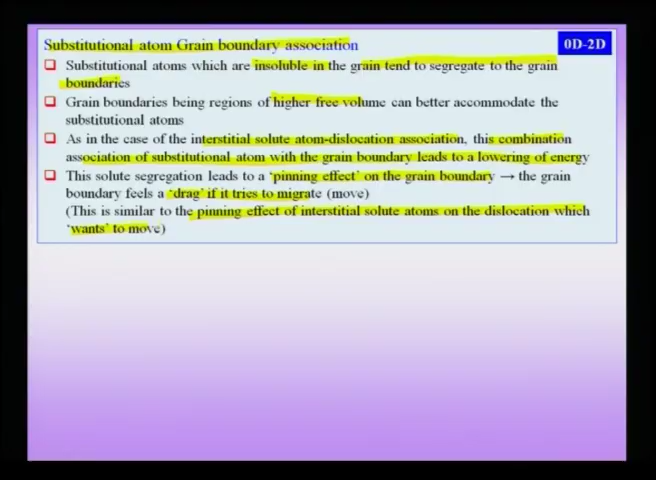 Substitutional atom Grain boundary association
0D-2D
Substitutional atoms which are insoluble in the grain tend to segregate to the grain
boundaries
Grain boundaries being regions of higher free volume can better accommodate the
substitutional atoms
As in the case of the interstitial solute atom-dislocation association, this combination
association of substitutional atom with the grain boundary leads to a lowering of energy
This solute segregation leads to a ‘pinning effect’ on the grain boundary → the grain
boundary feels a ‘drag’ if it tries to migrate (move)
(This is similar to the pinning effect of interstitial solute atoms on the dislocation which
‘wants’ to move)